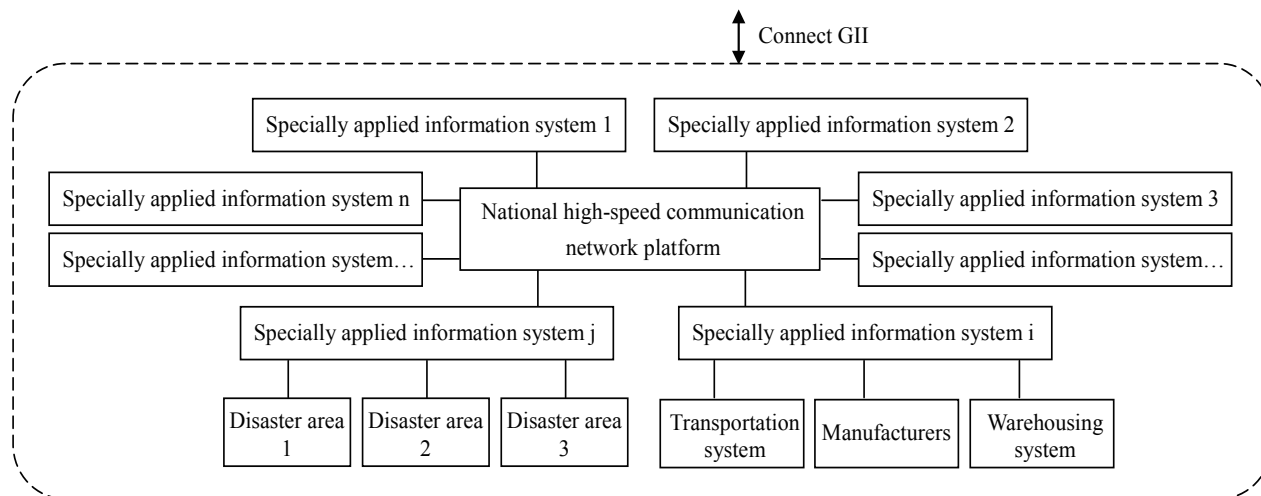 Connect GII
Specially applied information system 1
Specially applied information system 2
Specially applied information system n
National high-speed communication
network platform
Specially applied information system 3
Specially applied information system…
Specially applied information system…
Specially applied information system j
Specially applied information system i
Disaster area
1
Disaster area
2
Disaster area
3
Transportation
system
Manufacturers
Warehousing
system